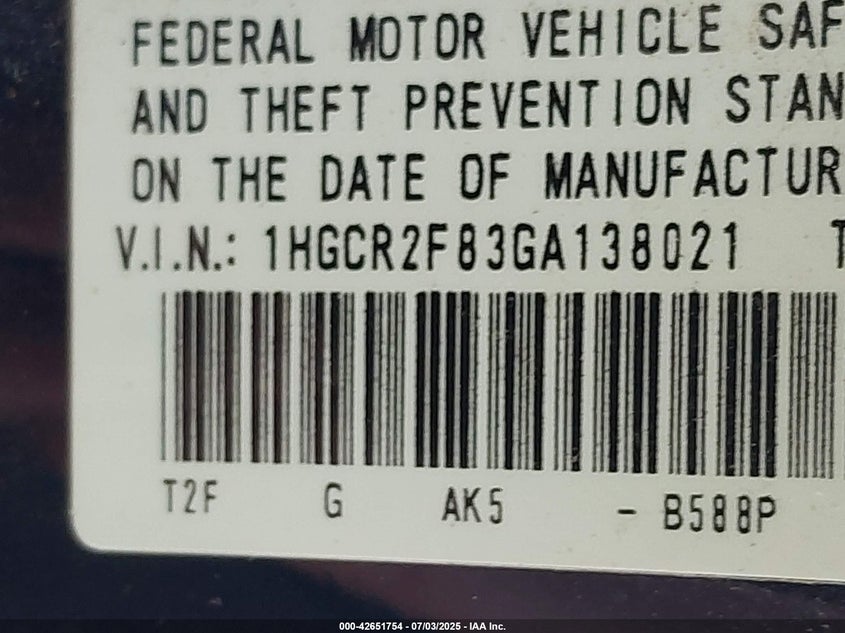 FEDERAL MOTOR VEHICLE SAF
AND THEFT PREVENTION STAN
ON THE DATE OF MANUFACTUR
V.I.N.: 1HGCR2F83GA138021 T
T2F G AK5 - B588P
000-42651754 - 07/03/2025 - IAA Inc.